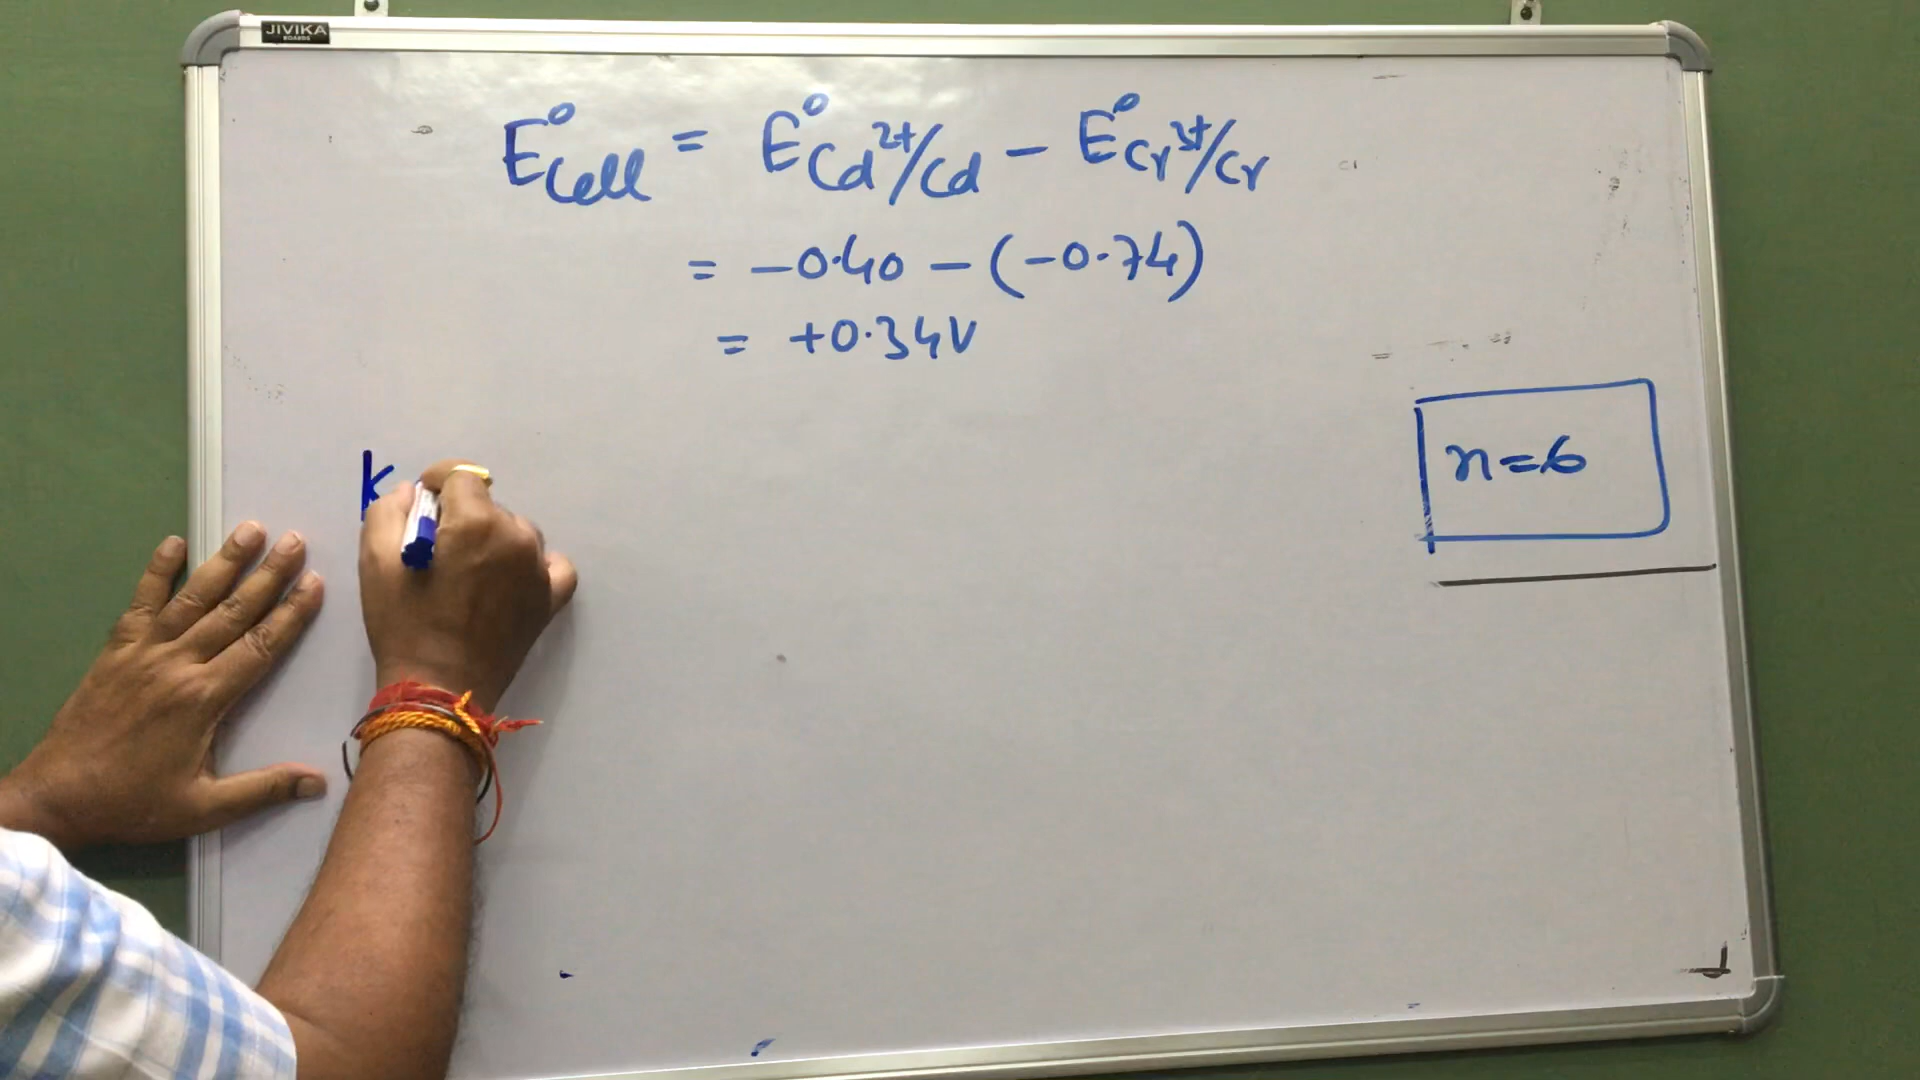 JIVIKA
BOARDS
E°Cell = E°Cd²⁺/Cd - E°Cr³⁺/Cr
= -0.40 - (-0.74)
= +0.34V
n=6
K